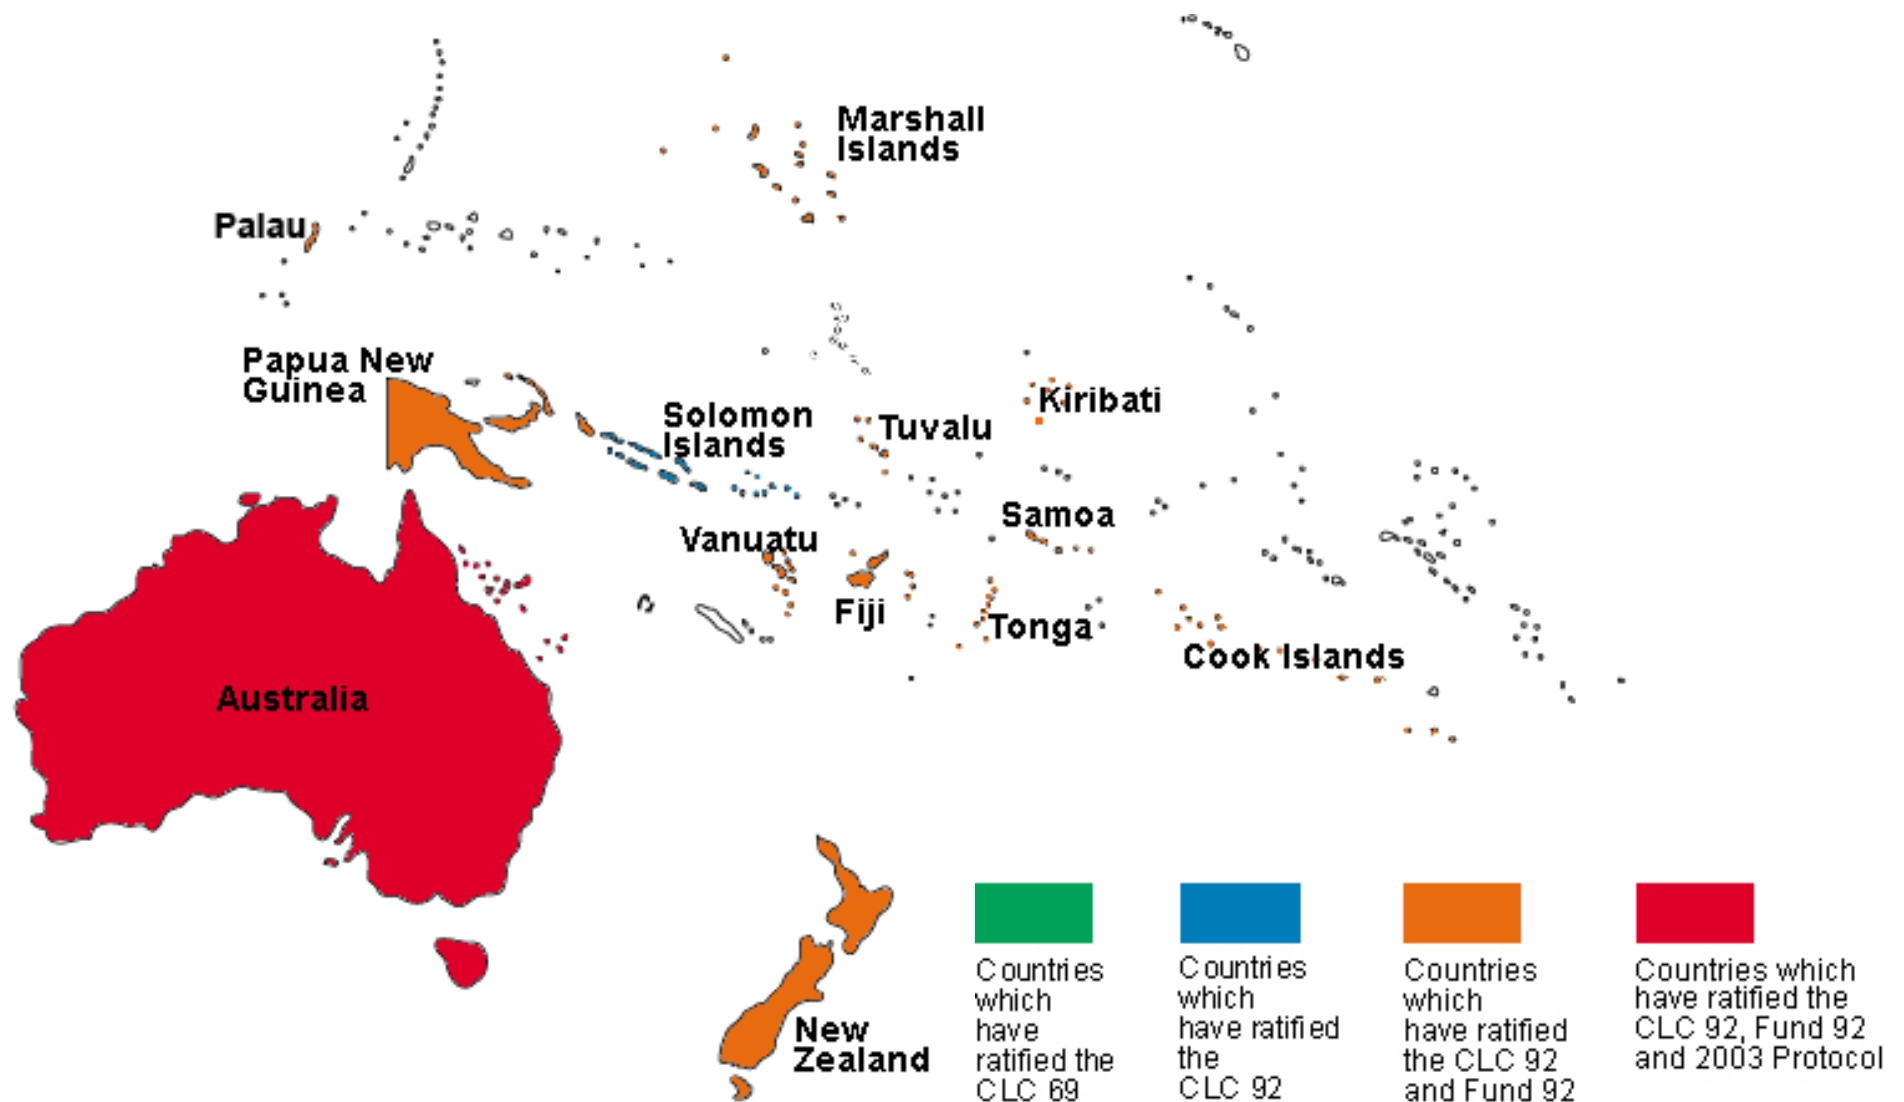 Marshall
Islands
Palau
Papua New
Guinea
Solomon
Islands
Tuvalu
Kiribati
Samoa
Vanuatu
Fiji
Tonga
Cook Islands
Australia
New
Zealand
Countries
which
have
ratified the
CLC 69
Countries
which
have ratified
the
CLC 92
Countries
which
have ratified
the CLC 92
and Fund 92
Countries which
have ratified the
CLC 92, Fund 92
and 2003 Protocol